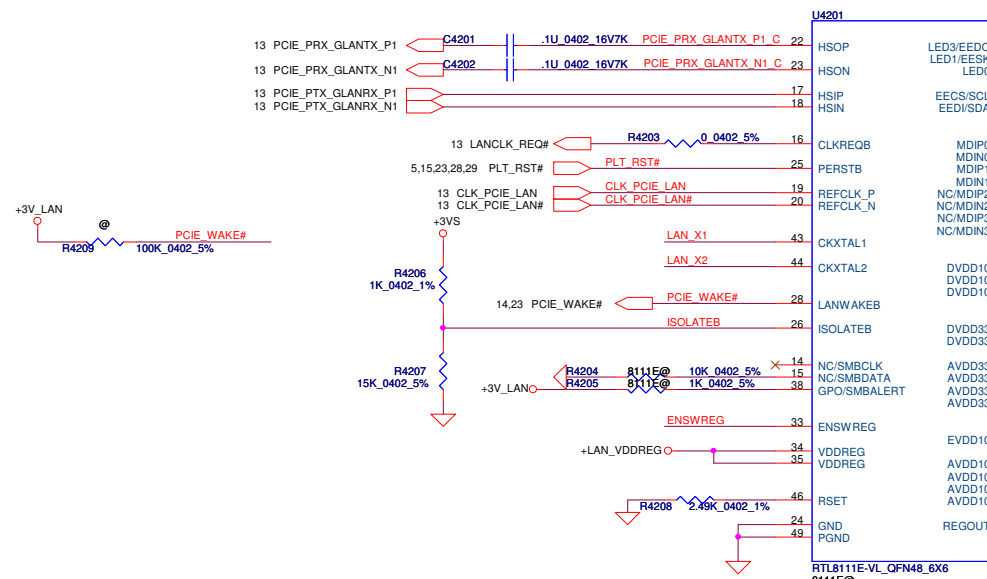 U4201
13 PCIE_PRX_GLANTX_P1 C4201 .1U_0402_16V7K PCIE_PRX_GLANTX_P1_C 22 HSOP LED3/EEDO
LED1/EESK
13 PCIE_PRX_GLANTX_N1 C4202 .1U_0402_16V7K PCIE_PRX_GLANTX_N1_C 23 HSON LED0
13 PCIE_PTX_GLANRX_P1 17 HSIP EECS/SCL
13 PCIE_PTX_GLANRX_N1 18 HSIN EEDI/SDA
13 LANCLK_REQ# R4203 0_0402_5% 16 CLKREQB MDIP0
MDIN0
5,15,23,28,29 PLT_RST# PLT_RST# 25 PERSTB MDIP1
MDIN1
13 CLK_PCIE_LAN CLK_PCIE_LAN 19 REFCLK_P NC/MDIP2
13 CLK_PCIE_LAN# CLK_PCIE_LAN# 20 REFCLK_N NC/MDIN2
NC/MDIP3
NC/MDIN3
+3V_LAN
@
PCIE_WAKE#
R4209 100K_0402_5%
+3VS
LAN_X1 43 CKXTAL1
LAN_X2 44 CKXTAL2 DVDD10
R4206
1K_0402_1%
DVDD10
DVDD10
14,23 PCIE_WAKE# PCIE_WAKE# 28 LANWAKEB
ISOLATEB 26 ISOLATEB DVDD33
DVDD33
R4207
15K_0402_5%
14 NC/SMBCLK AVDD33
R4204 8111E@ 10K_0402_5% 15 NC/SMBDATA AVDD33
+3V_LAN R4205 8111E@ 1K_0402_5% 38 GPO/SMBALERT AVDD33
AVDD33
ENSWREG 33 ENSWREG
EVDD10
+LAN_VDDREG 34 VDDREG
35 VDDREG AVDD10
AVDD10
AVDD10
R4208 2.49K_0402_1% 46 RSET AVDD10
24 GND REGOUT
49 PGND
RTL8111E-VL_QFN48_6X6
8111E@